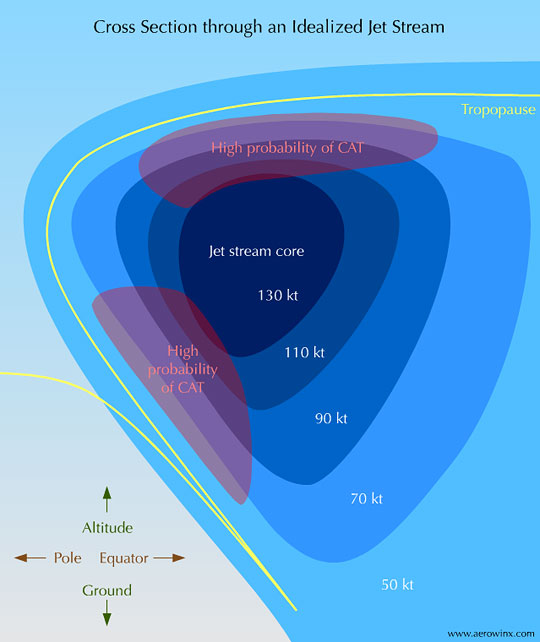 Cross Section through an Idealized Jet Stream
Tropopause
High probability of CAT
Jet stream core
130 kt
High
probability
of CAT
110 kt
90 kt
70 kt
Altitude
Pole Equator
Ground
50 kt
www.aerowinx.com